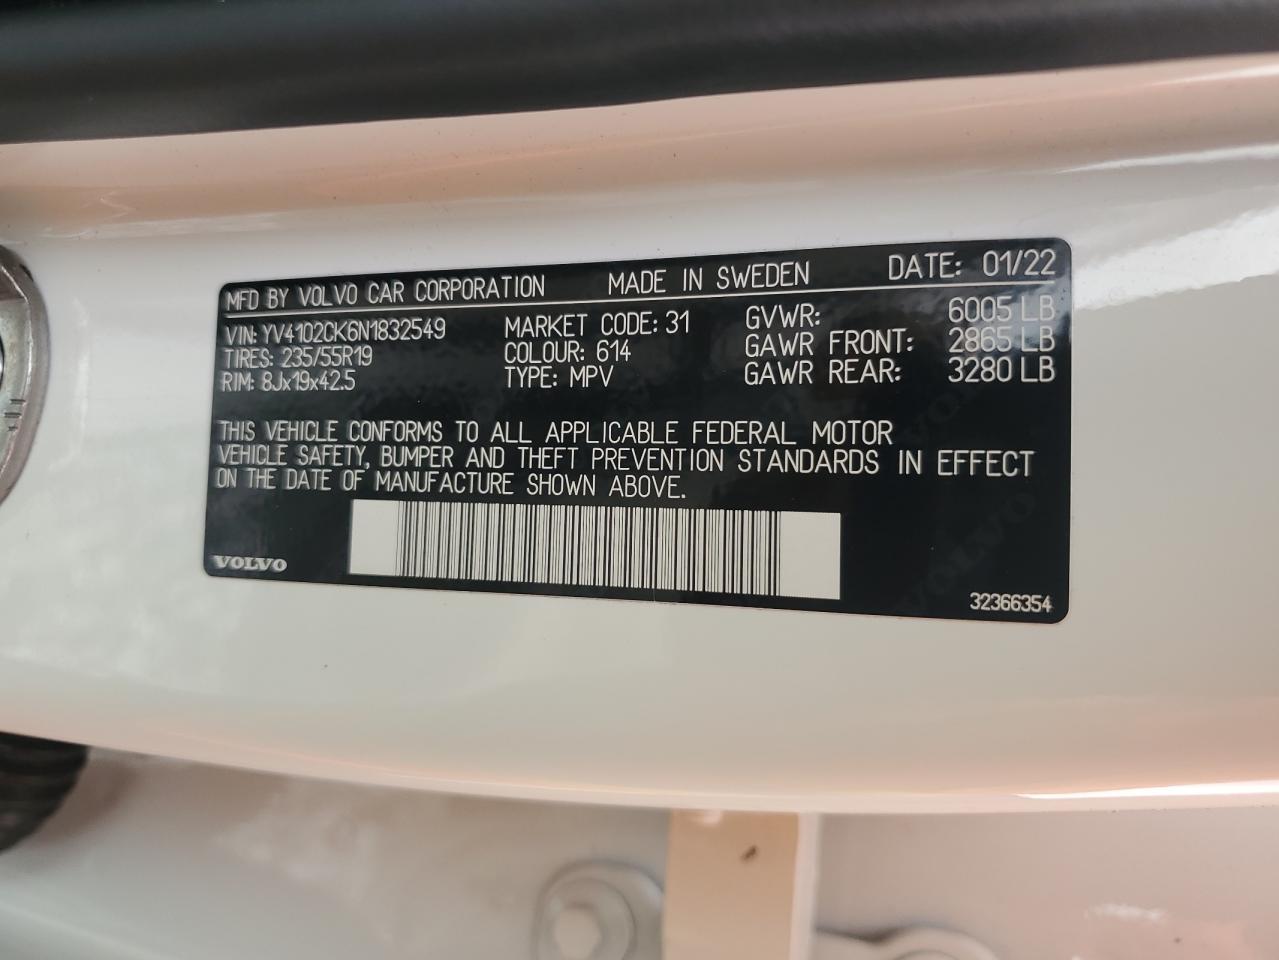 MFD BY VOLVO CAR CORPORATION MADE IN SWEDEN DATE: 01/22
VIN: YV4102CK6N1832549 MARKET CODE: 31 GVWR: 6005 LB
TIRES: 235/55R19 COLOUR: 614 GAWR FRONT: 2865 LB
RIM: 8Jx19x42.5 TYPE: MPV GAWR REAR: 3280 LB
THIS VEHICLE CONFORMS TO ALL APPLICABLE FEDERAL MOTOR
VEHICLE SAFETY, BUMPER AND THEFT PREVENTION STANDARDS IN EFFECT
ON THE DATE OF MANUFACTURE SHOWN ABOVE.
VOLVO
32366354